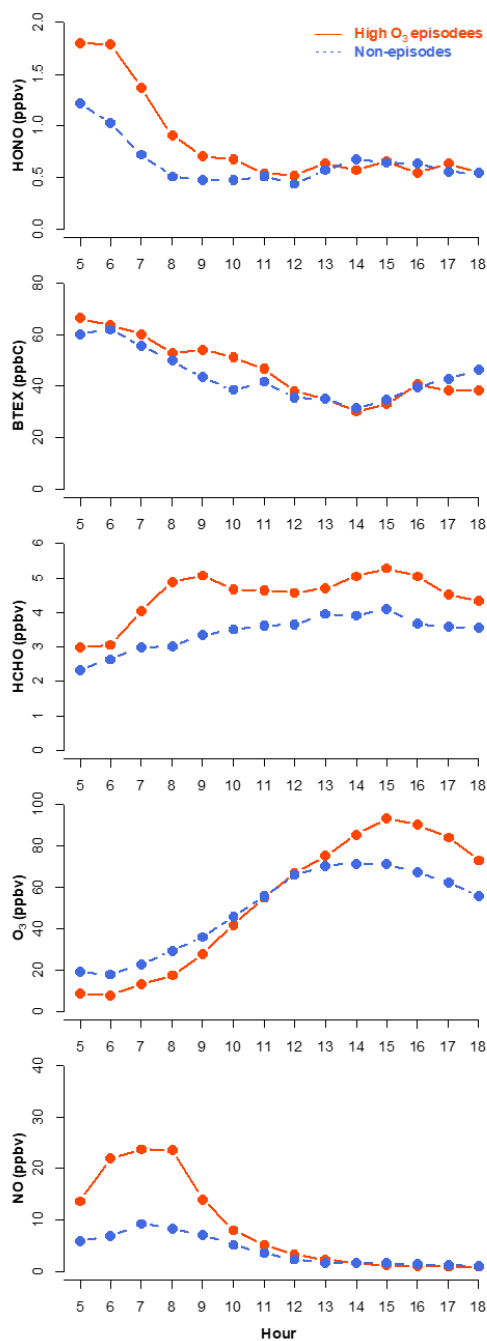 High O3 episodees
Non-episodes
HONO (ppbv)
2.0
1.5
1.0
0.5
0.0
5 6 7 8 9 10 11 12 13 14 15 16 17 18
BTEX (ppbC)
80
60
40
20
0
5 6 7 8 9 10 11 12 13 14 15 16 17 18
HCHO (ppbv)
6
5
4
3
2
1
0
5 6 7 8 9 10 11 12 13 14 15 16 17 18
O3 (ppbv)
100
80
60
40
20
0
5 6 7 8 9 10 11 12 13 14 15 16 17 18
NO (ppbv)
40
30
20
10
0
5 6 7 8 9 10 11 12 13 14 15 16 17 18
Hour